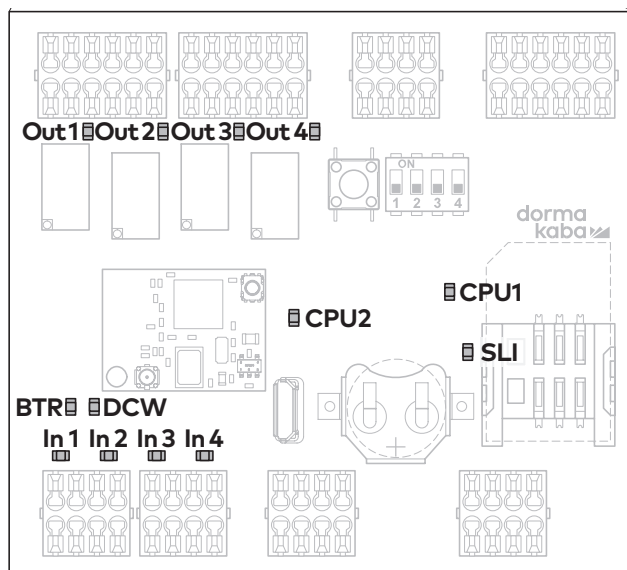 Out 1 Out 2 Out 3 Out 4
ON
1 2 3 4
dorma
kaba
CPU1
CPU2
SLI
BTR DCW
In 1 In 2 In 3 In 4